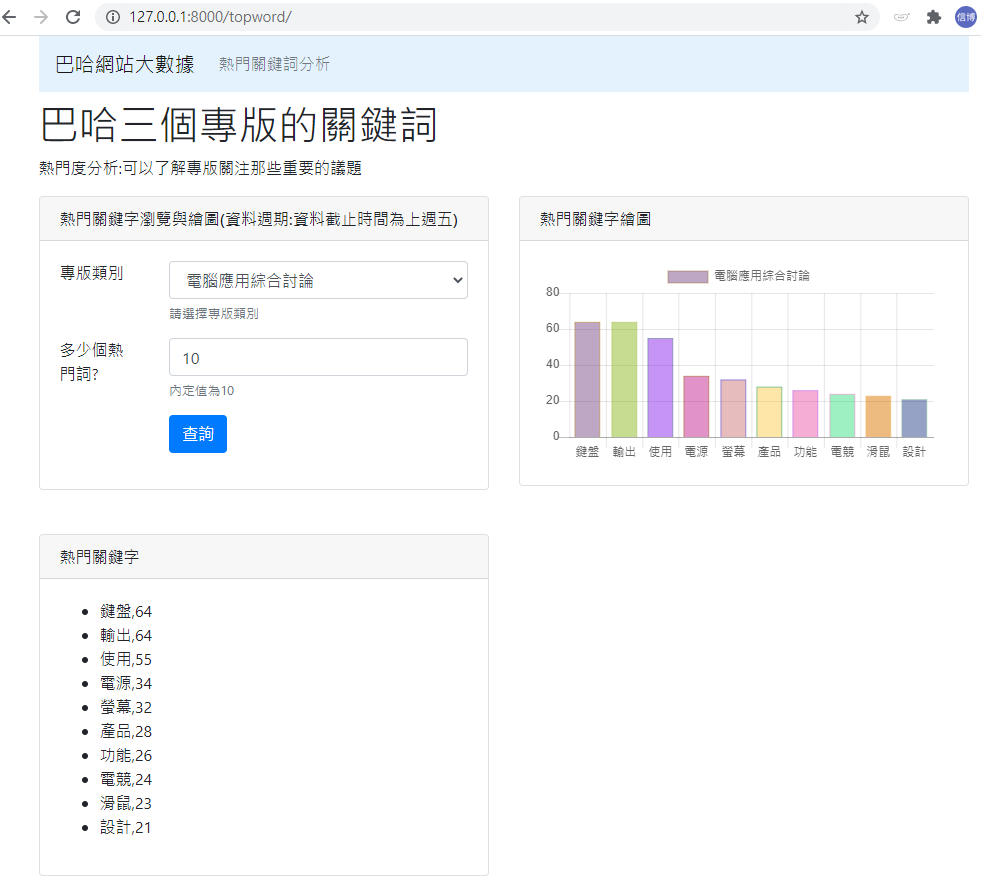 127.0.0.1:8000/topword/
信博
巴哈網站大數據 熱門關鍵詞分析
巴哈三個專版的關鍵詞
熱門度分析:可以了解專版關注那些重要的議題
熱門關鍵字瀏覽與繪圖(資料週期:資料截止時間為上週五)
專版類別
電腦應用綜合討論
請選擇專版類別
多少個熱
門詞?
10
內定值為10
查詢
熱門關鍵字繪圖
電腦應用綜合討論
80
60
40
20
0
鍵盤 輸出 使用 電源 螢幕 產品 功能 電競 滑鼠 設計
熱門關鍵字
鍵盤,64
輸出,64
使用,55
電源,34
螢幕,32
產品,28
功能,26
電競,24
滑鼠,23
設計,21